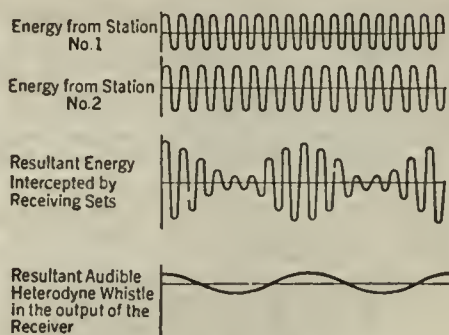 Energy from Station
No.1
Energy from Station
No.2
Resultant Energy
Intercepted by
Receiving Sets
Resultant Audible
Heterodyne Whistle
in the output of the
Receiver